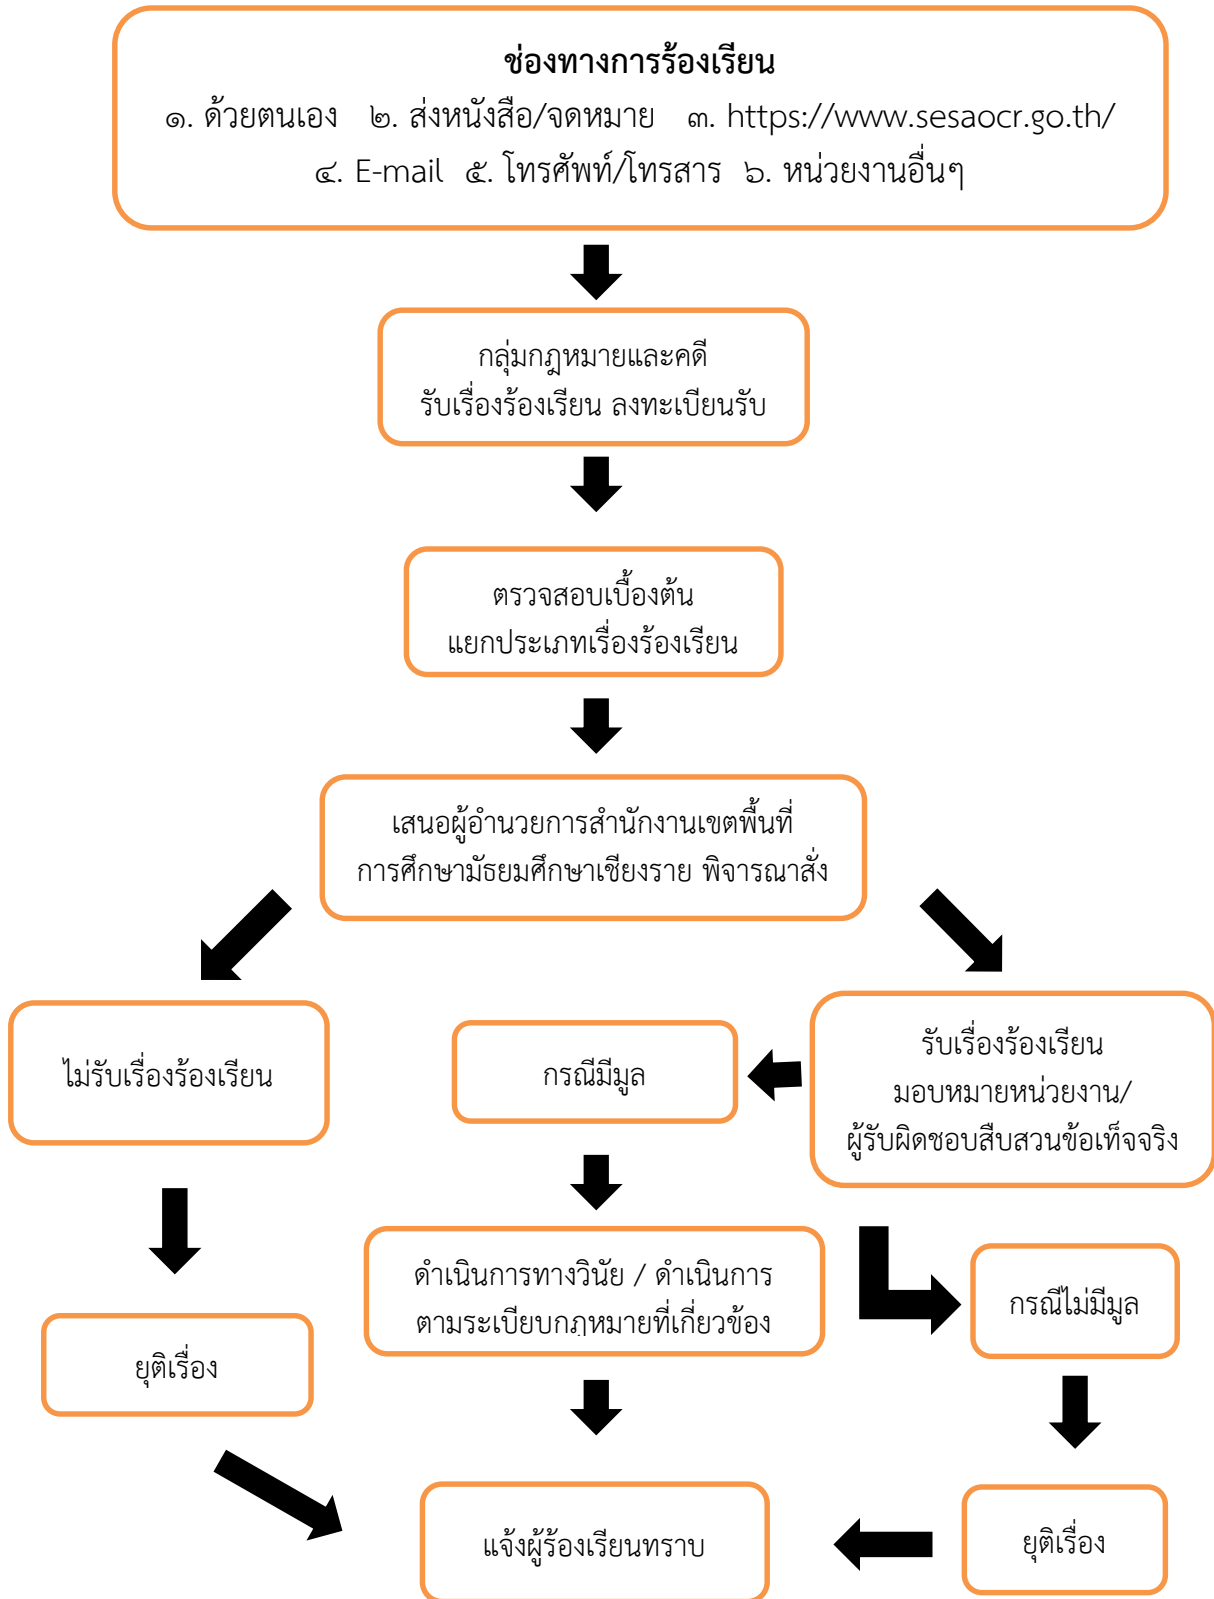 ช่องทางการร้องเรียน
๑. ด้วยตนเอง ๒. ส่งหนังสือ/จดหมาย ๓. https://www.sesaocr.go.th/
๔. E-mail ๕. โทรศัพท์/โทรสาร ๖. หน่วยงานอื่นๆ
กลุ่มกฎหมายและคดี
รับเรื่องร้องเรียน ลงทะเบียนรับ
ตรวจสอบเบื้องต้น
แยกประเภทเรื่องร้องเรียน
เสนอผู้อำนวยการสำนักงานเขตพื้นที่
การศึกษามัธยมศึกษาเชียงราย พิจารณาสั่ง
ไม่รับเรื่องร้องเรียน
กรณีมีมูล
รับเรื่องร้องเรียน
มอบหมายหน่วยงาน/
ผู้รับผิดชอบสืบสวนข้อเท็จจริง
ดำเนินการทางวินัย / ดำเนินการ
ตามระเบียบกฎหมายที่เกี่ยวข้อง
กรณีไม่มีมูล
ยุติเรื่อง
แจ้งผู้ร้องเรียนทราบ
ยุติเรื่อง